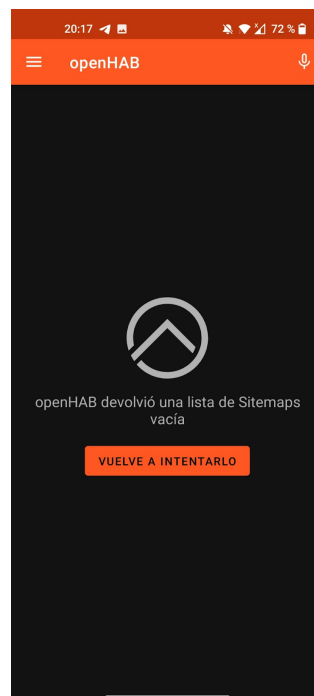 20:17 72 %
openHAB
openHAB devolvió una lista de Sitemaps
vacía
VUELVE A INTENTARLO